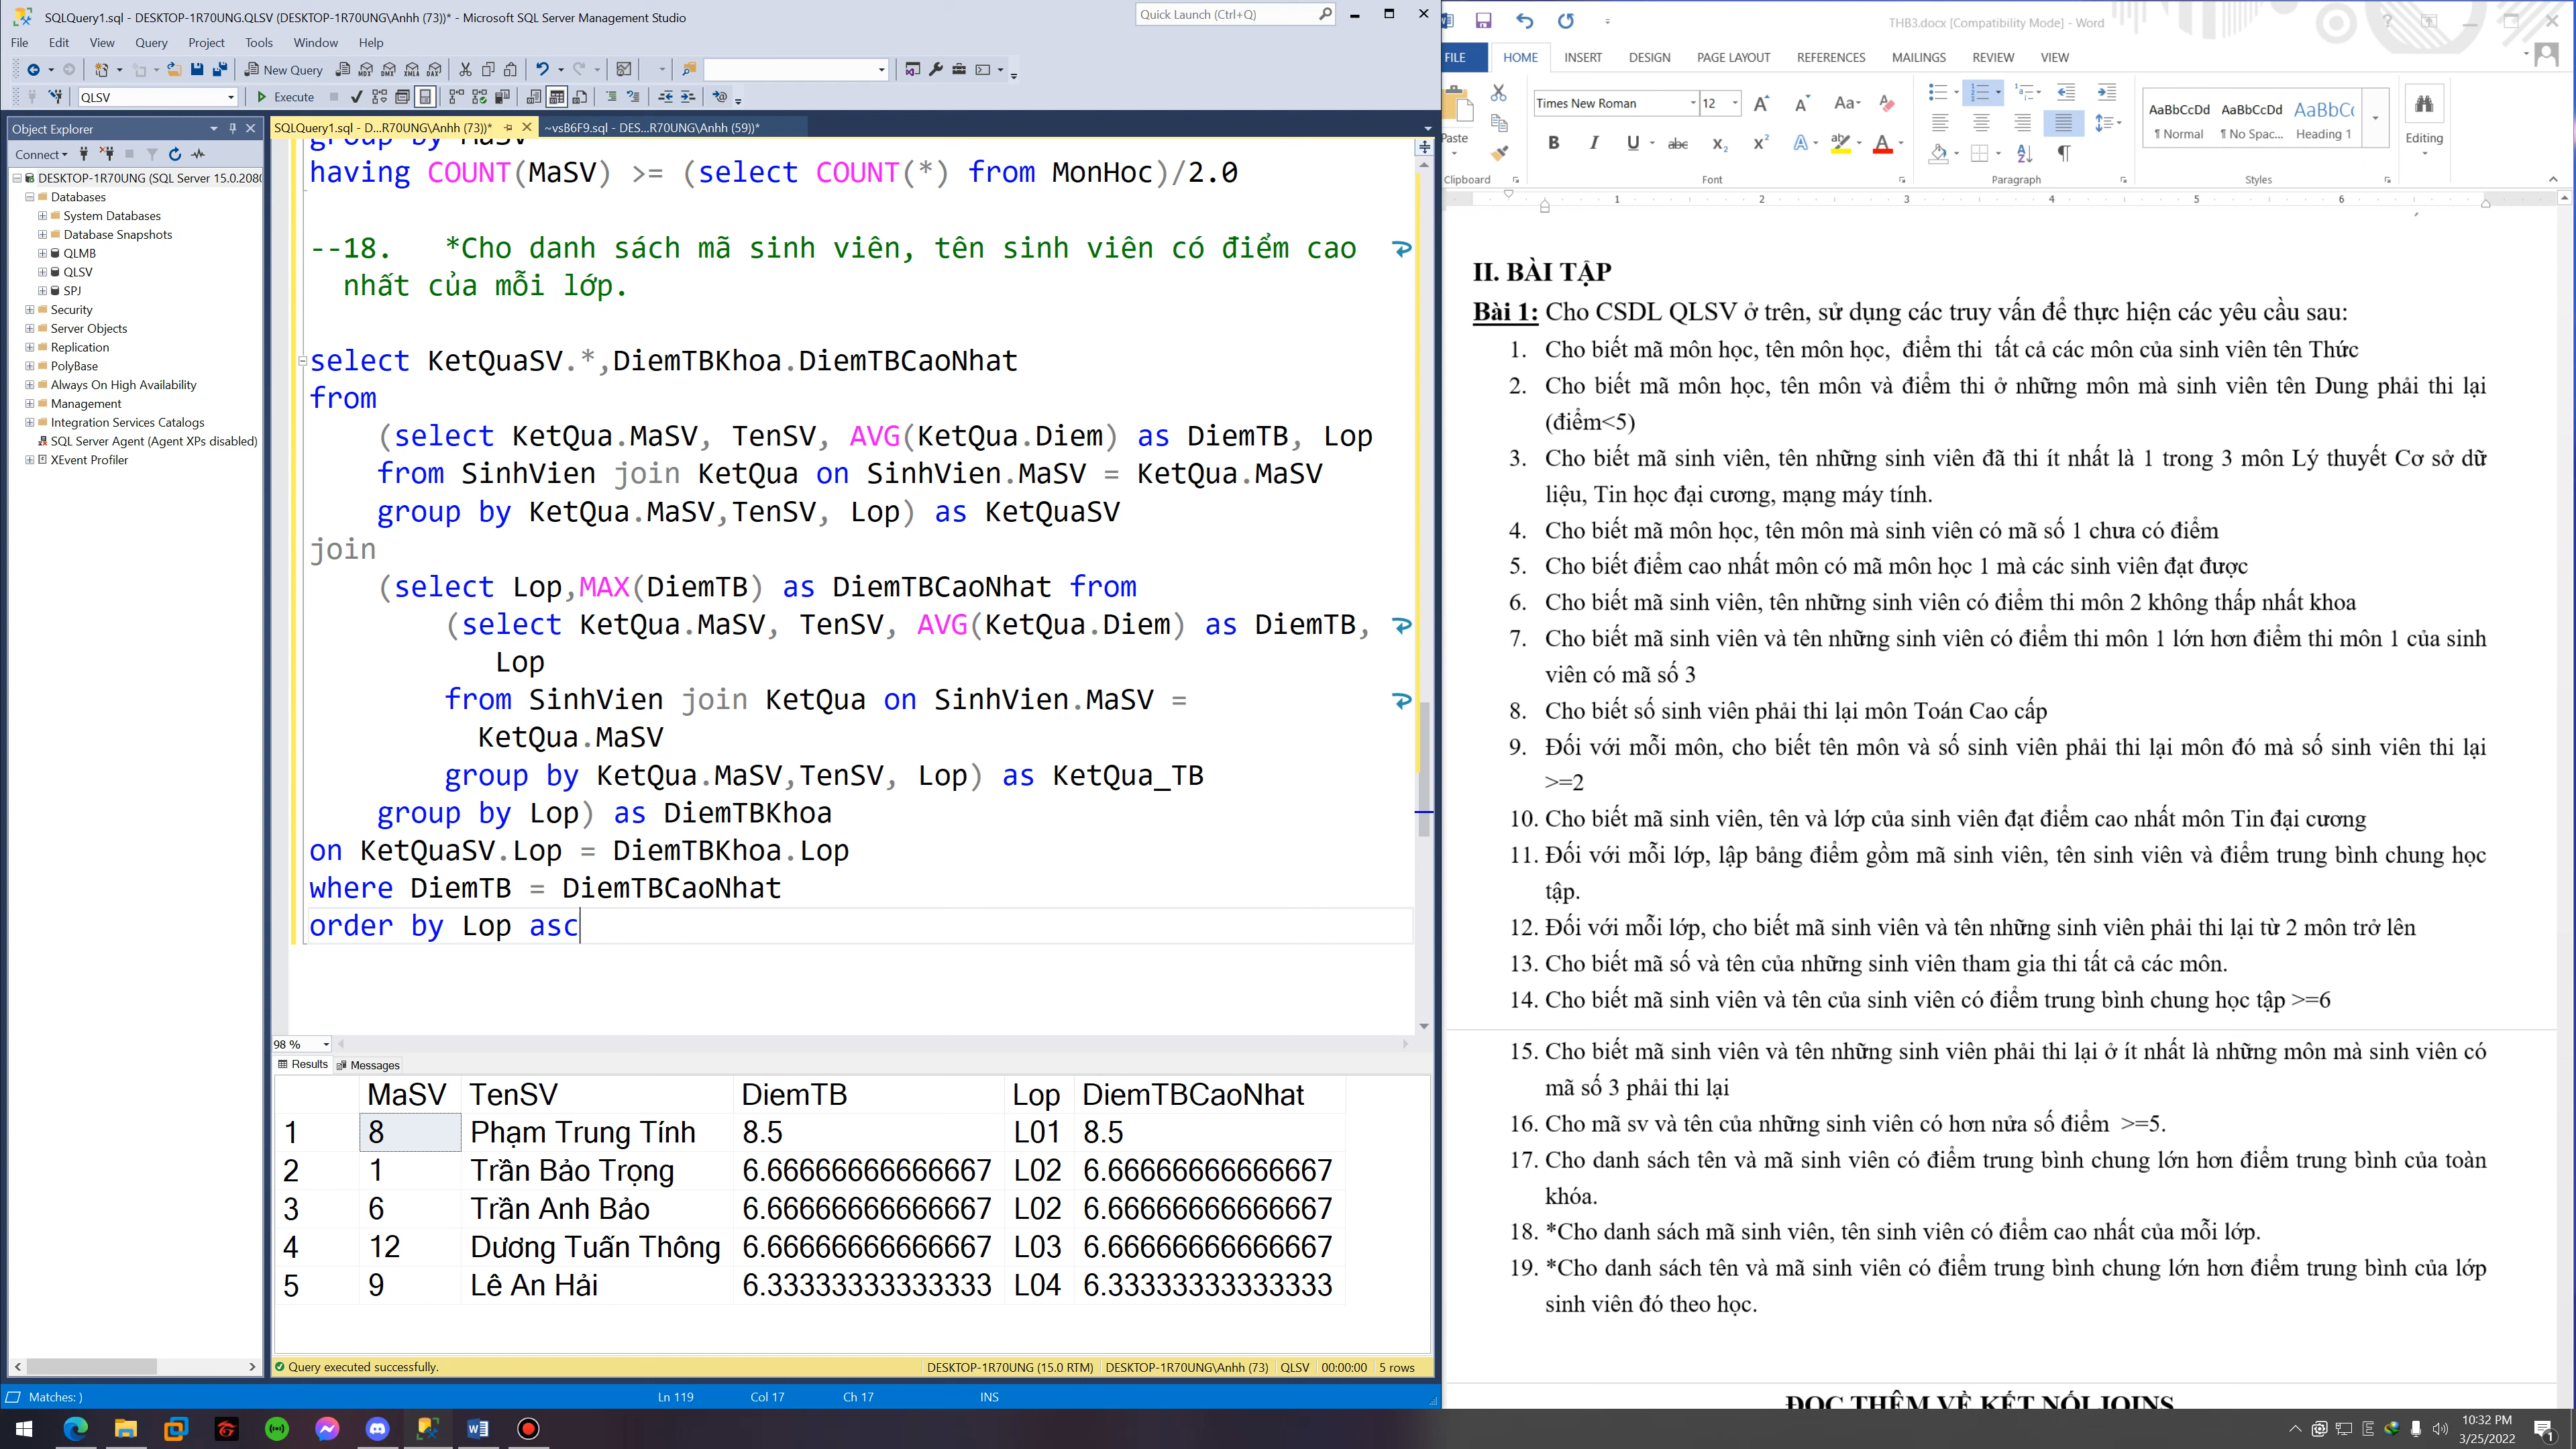 SQLQuery1.sql - DESKTOP-1R70UNG.QLSV (DESKTOP-1R70UNG\Anhh (73))* - Microsoft SQL Server Management Studio
Quick Launch (Ctrl+Q)
File Edit View Query Project Tools Window Help
New Query
MDX DMX XMLA DAX
QLSV
Execute
Object Explorer
Connect
DESKTOP-1R70UNG (SQL Server 15.0.2080
Databases
System Databases
Database Snapshots
QLMB
QLSV
SPJ
Security
Server Objects
Replication
PolyBase
Always On High Availability
Management
Integration Services Catalogs
SQL Server Agent (Agent XPs disabled)
XEvent Profiler
SQLQuery1.sql - D...R70UNG\Anhh (73))*
~vsB6F9.sql - DES...R70UNG\Anhh (59))*
group by MaSV
having COUNT(MaSV) >= (select COUNT(*) from MonHoc)/2.0
--18. *Cho danh sách mã sinh viên, tên sinh viên có điểm cao
nhất của mỗi lớp.
select KetQuaSV.*,DiemTBKhoa.DiemTBCaoNhat
from
(select KetQua.MaSV, TenSV, AVG(KetQua.Diem) as DiemTB, Lop
from SinhVien join KetQua on SinhVien.MaSV = KetQua.MaSV
group by KetQua.MaSV,TenSV, Lop) as KetQuaSV
join
(select Lop,MAX(DiemTB) as DiemTBCaoNhat from
(select KetQua.MaSV, TenSV, AVG(KetQua.Diem) as DiemTB,
Lop
from SinhVien join KetQua on SinhVien.MaSV =
KetQua.MaSV
group by KetQua.MaSV,TenSV, Lop) as KetQua_TB
group by Lop) as DiemTBKhoa
on KetQuaSV.Lop = DiemTBKhoa.Lop
where DiemTB = DiemTBCaoNhat
order by Lop asc
98 %
Results Messages
MaSV TenSV DiemTB Lop DiemTBCaoNhat
1 8 Phạm Trung Tính 8.5 L01 8.5
2 1 Trần Bảo Trọng 6.66666666666667 L02 6.66666666666667
3 6 Trần Anh Bảo 6.66666666666667 L02 6.66666666666667
4 12 Dương Tuấn Thông 6.66666666666667 L03 6.66666666666667
5 9 Lê An Hải 6.33333333333333 L04 6.33333333333333
Query executed successfully.
DESKTOP-1R70UNG (15.0 RTM) DESKTOP-1R70UNG\Anhh (73) QLSV 00:00:00 5 rows
Matches: )
Ln 119 Col 17 Ch 17 INS
THB3.docx [Compatibility Mode] - Word
FILE HOME INSERT DESIGN PAGE LAYOUT REFERENCES MAILINGS REVIEW VIEW
Paste
Times New Roman 12
Clipboard Font Paragraph Styles
AaBbCcDd AaBbCcDd AaBbCc
¶ Normal ¶ No Spac... Heading 1
Editing
1 2 3 4 5 6
II. BÀI TẬP
Bài 1: Cho CSDL QLSV ở trên, sử dụng các truy vấn để thực hiện các yêu cầu sau:
1. Cho biết mã môn học, tên môn học, điểm thi tất cả các môn của sinh viên tên Thức
2. Cho biết mã môn học, tên môn và điểm thi ở những môn mà sinh viên tên Dung phải thi lại
(điểm<5)
3. Cho biết mã sinh viên, tên những sinh viên đã thi ít nhất là 1 trong 3 môn Lý thuyết Cơ sở dữ
liệu, Tin học đại cương, mạng máy tính.
4. Cho biết mã môn học, tên môn mà sinh viên có mã số 1 chưa có điểm
5. Cho biết điểm cao nhất môn có mã môn học 1 mà các sinh viên đạt được
6. Cho biết mã sinh viên, tên những sinh viên có điểm thi môn 2 không thấp nhất khoa
7. Cho biết mã sinh viên và tên những sinh viên có điểm thi môn 1 lớn hơn điểm thi môn 1 của sinh
viên có mã số 3
8. Cho biết số sinh viên phải thi lại môn Toán Cao cấp
9. Đối với mỗi môn, cho biết tên môn và số sinh viên phải thi lại môn đó mà số sinh viên thi lại
>=2
10. Cho biết mã sinh viên, tên và lớp của sinh viên đạt điểm cao nhất môn Tin đại cương
11. Đối với mỗi lớp, lập bảng điểm gồm mã sinh viên, tên sinh viên và điểm trung bình chung học
tập.
12. Đối với mỗi lớp, cho biết mã sinh viên và tên những sinh viên phải thi lại từ 2 môn trở lên
13. Cho biết mã số và tên của những sinh viên tham gia thi tất cả các môn.
14. Cho biết mã sinh viên và tên của sinh viên có điểm trung bình chung học tập >=6
15. Cho biết mã sinh viên và tên những sinh viên phải thi lại ở ít nhất là những môn mà sinh viên có
mã số 3 phải thi lại
16. Cho mã sv và tên của những sinh viên có hơn nửa số điểm >=5.
17. Cho danh sách tên và mã sinh viên có điểm trung bình chung lớn hơn điểm trung bình của toàn
khóa.
18. *Cho danh sách mã sinh viên, tên sinh viên có điểm cao nhất của mỗi lớp.
19. *Cho danh sách tên và mã sinh viên có điểm trung bình chung lớn hơn điểm trung bình của lớp
sinh viên đó theo học.
ĐỌC THÊM VỀ KẾT NỐI JOINS
10:32 PM
3/25/2022